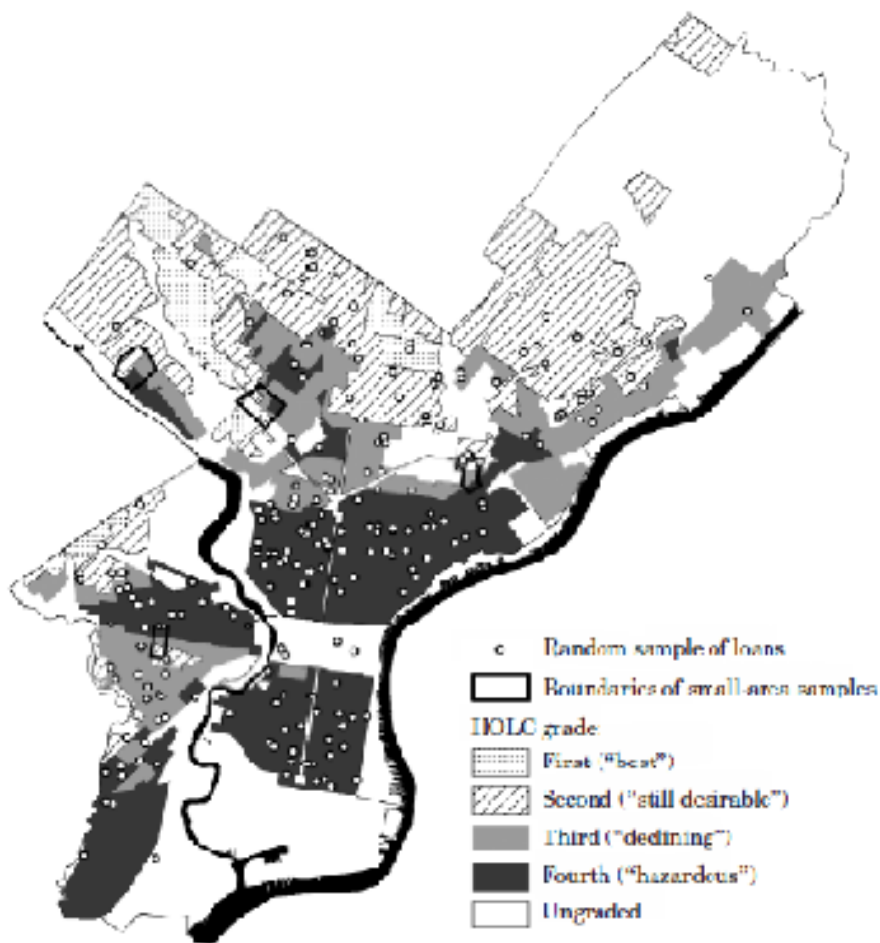 Random sample of loans
Boundaries of small-area samples
HOLC grade
First ("best")
Second ("still desirable")
Third ("declining")
Fourth ("hazardous")
Ungraded